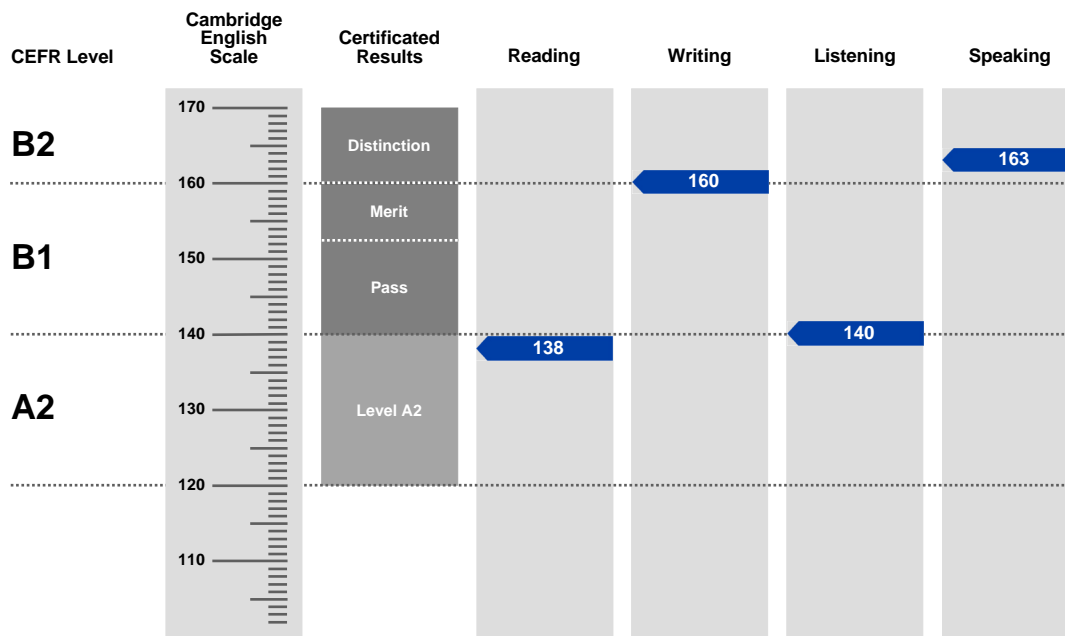 CEFR Level
Cambridge
English
Scale
Certificated
Results
Reading
Writing
Listening
Speaking
170
B2
Distinction
163
160
160
Merit
B1
150
Pass
140
140
138
A2
130
Level A2
120
110